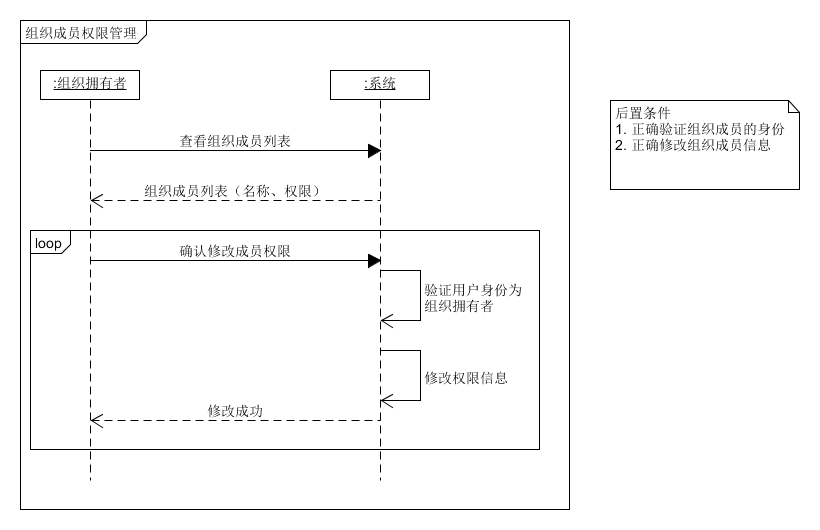 组织成员权限管理
:组织拥有者
:系统
后置条件
1. 正确验证组织成员的身份
2. 正确修改组织成员信息
查看组织成员列表
组织成员列表（名称、权限）
loop
确认修改成员权限
验证用户身份为
组织拥有者
修改权限信息
修改成功